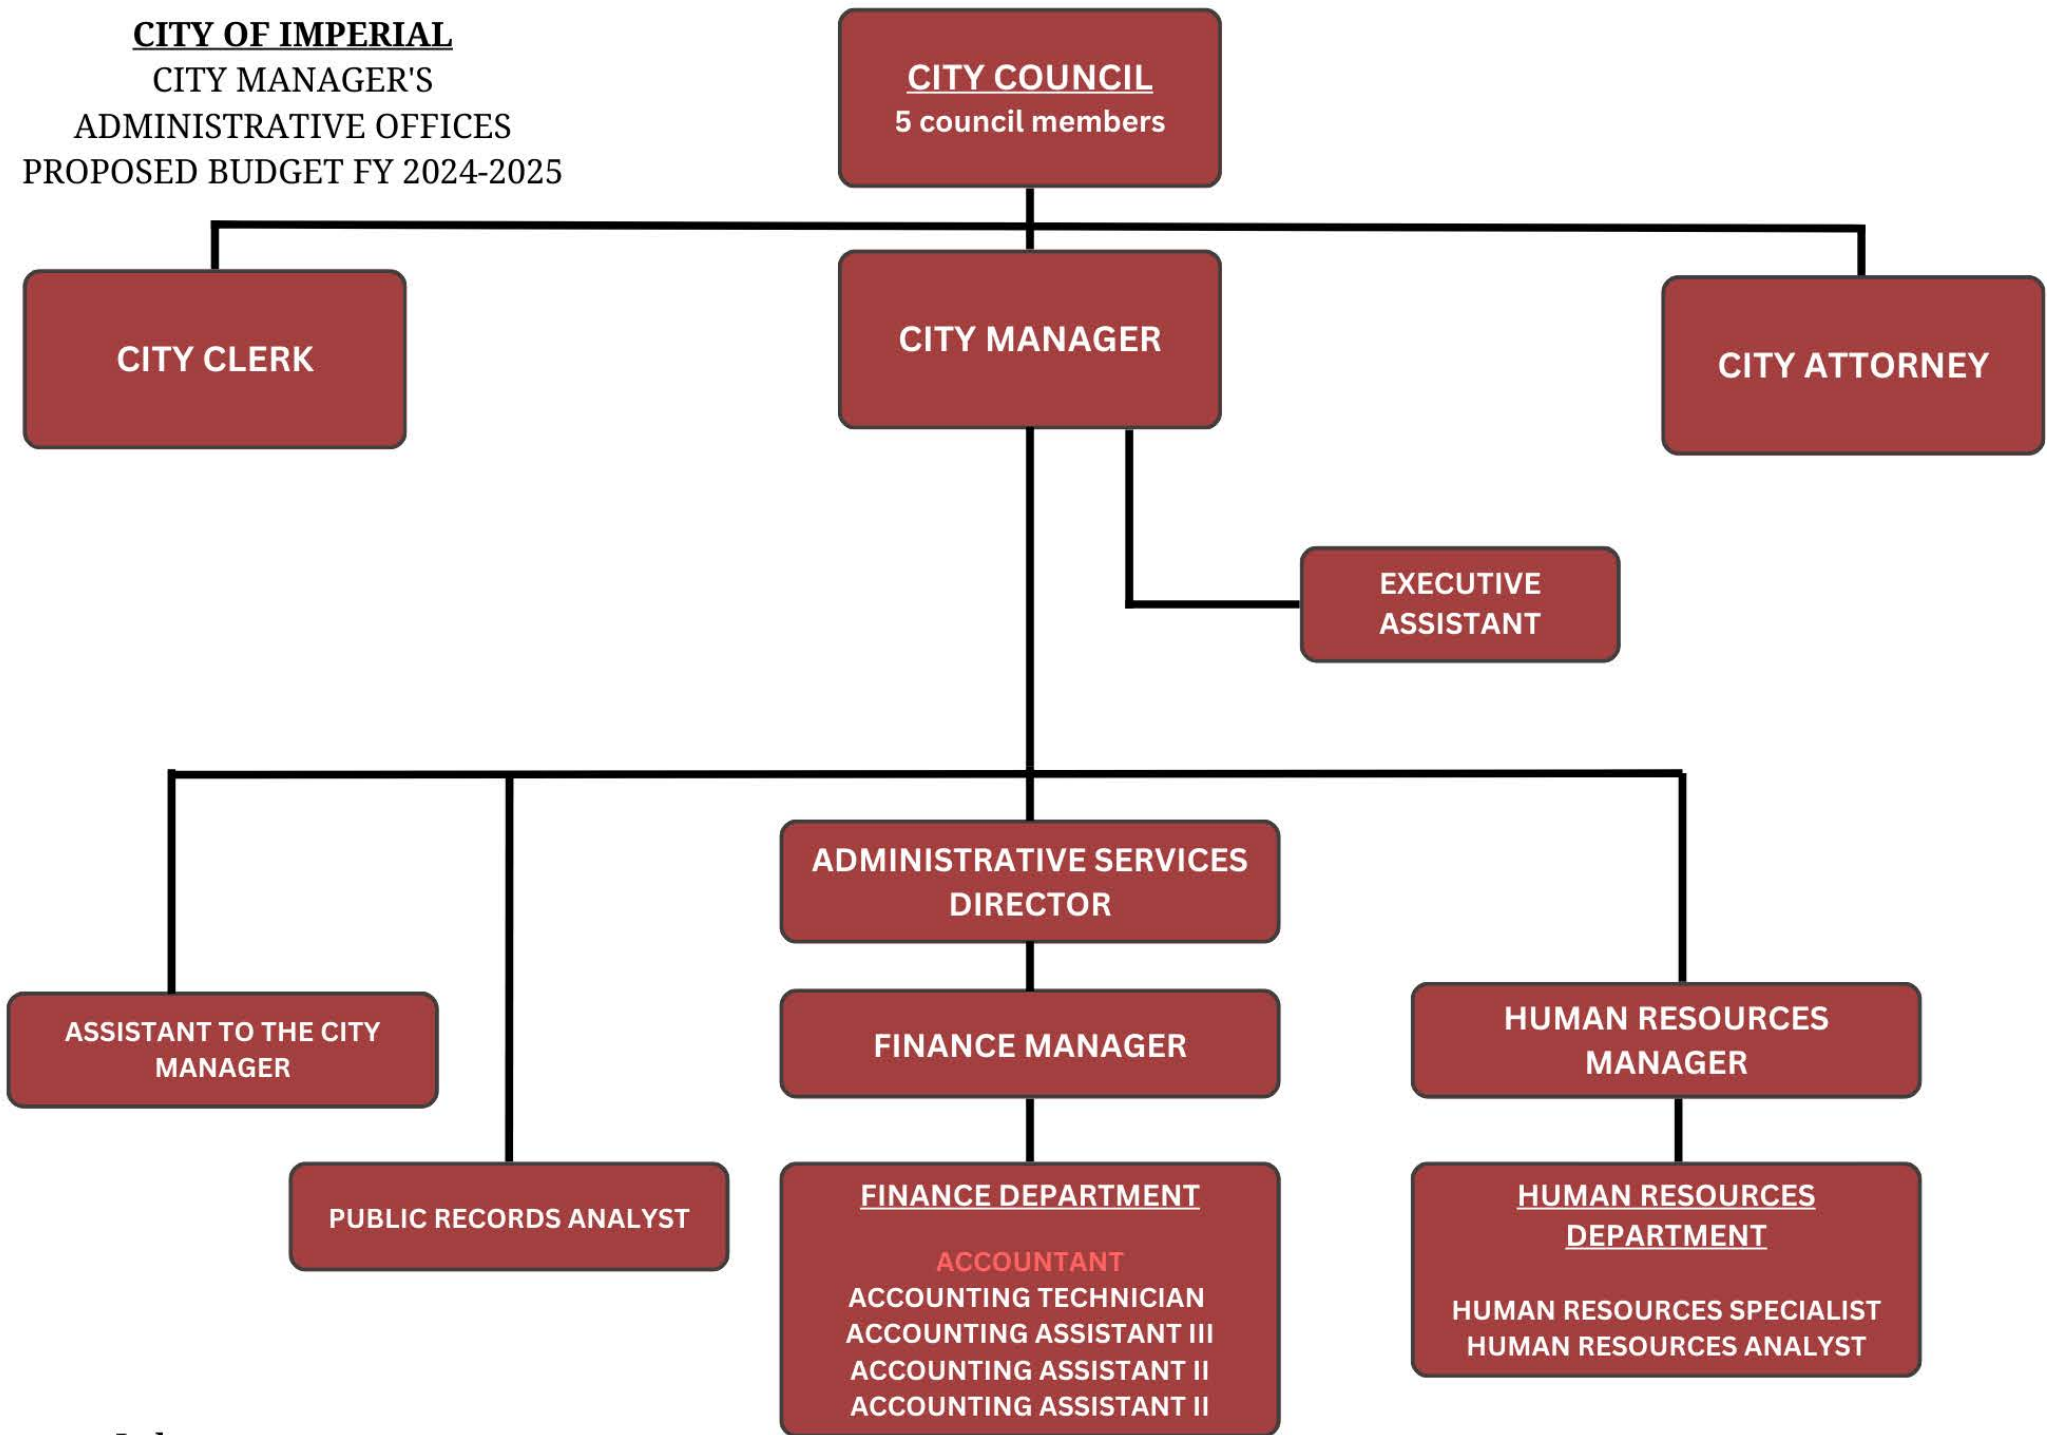 CITY OF IMPERIAL
CITY MANAGER'S
ADMINISTRATIVE OFFICES
PROPOSED BUDGET FY 2024-2025
CITY COUNCIL
5 council members
CITY CLERK
CITY MANAGER
CITY ATTORNEY
EXECUTIVE
ASSISTANT
ADMINISTRATIVE SERVICES
DIRECTOR
ASSISTANT TO THE CITY
MANAGER
FINANCE MANAGER
HUMAN RESOURCES
MANAGER
PUBLIC RECORDS ANALYST
FINANCE DEPARTMENT
ACCOUNTANT
ACCOUNTING TECHNICIAN
ACCOUNTING ASSISTANT III
ACCOUNTING ASSISTANT II
ACCOUNTING ASSISTANT II
HUMAN RESOURCES
DEPARTMENT
HUMAN RESOURCES SPECIALIST
HUMAN RESOURCES ANALYST